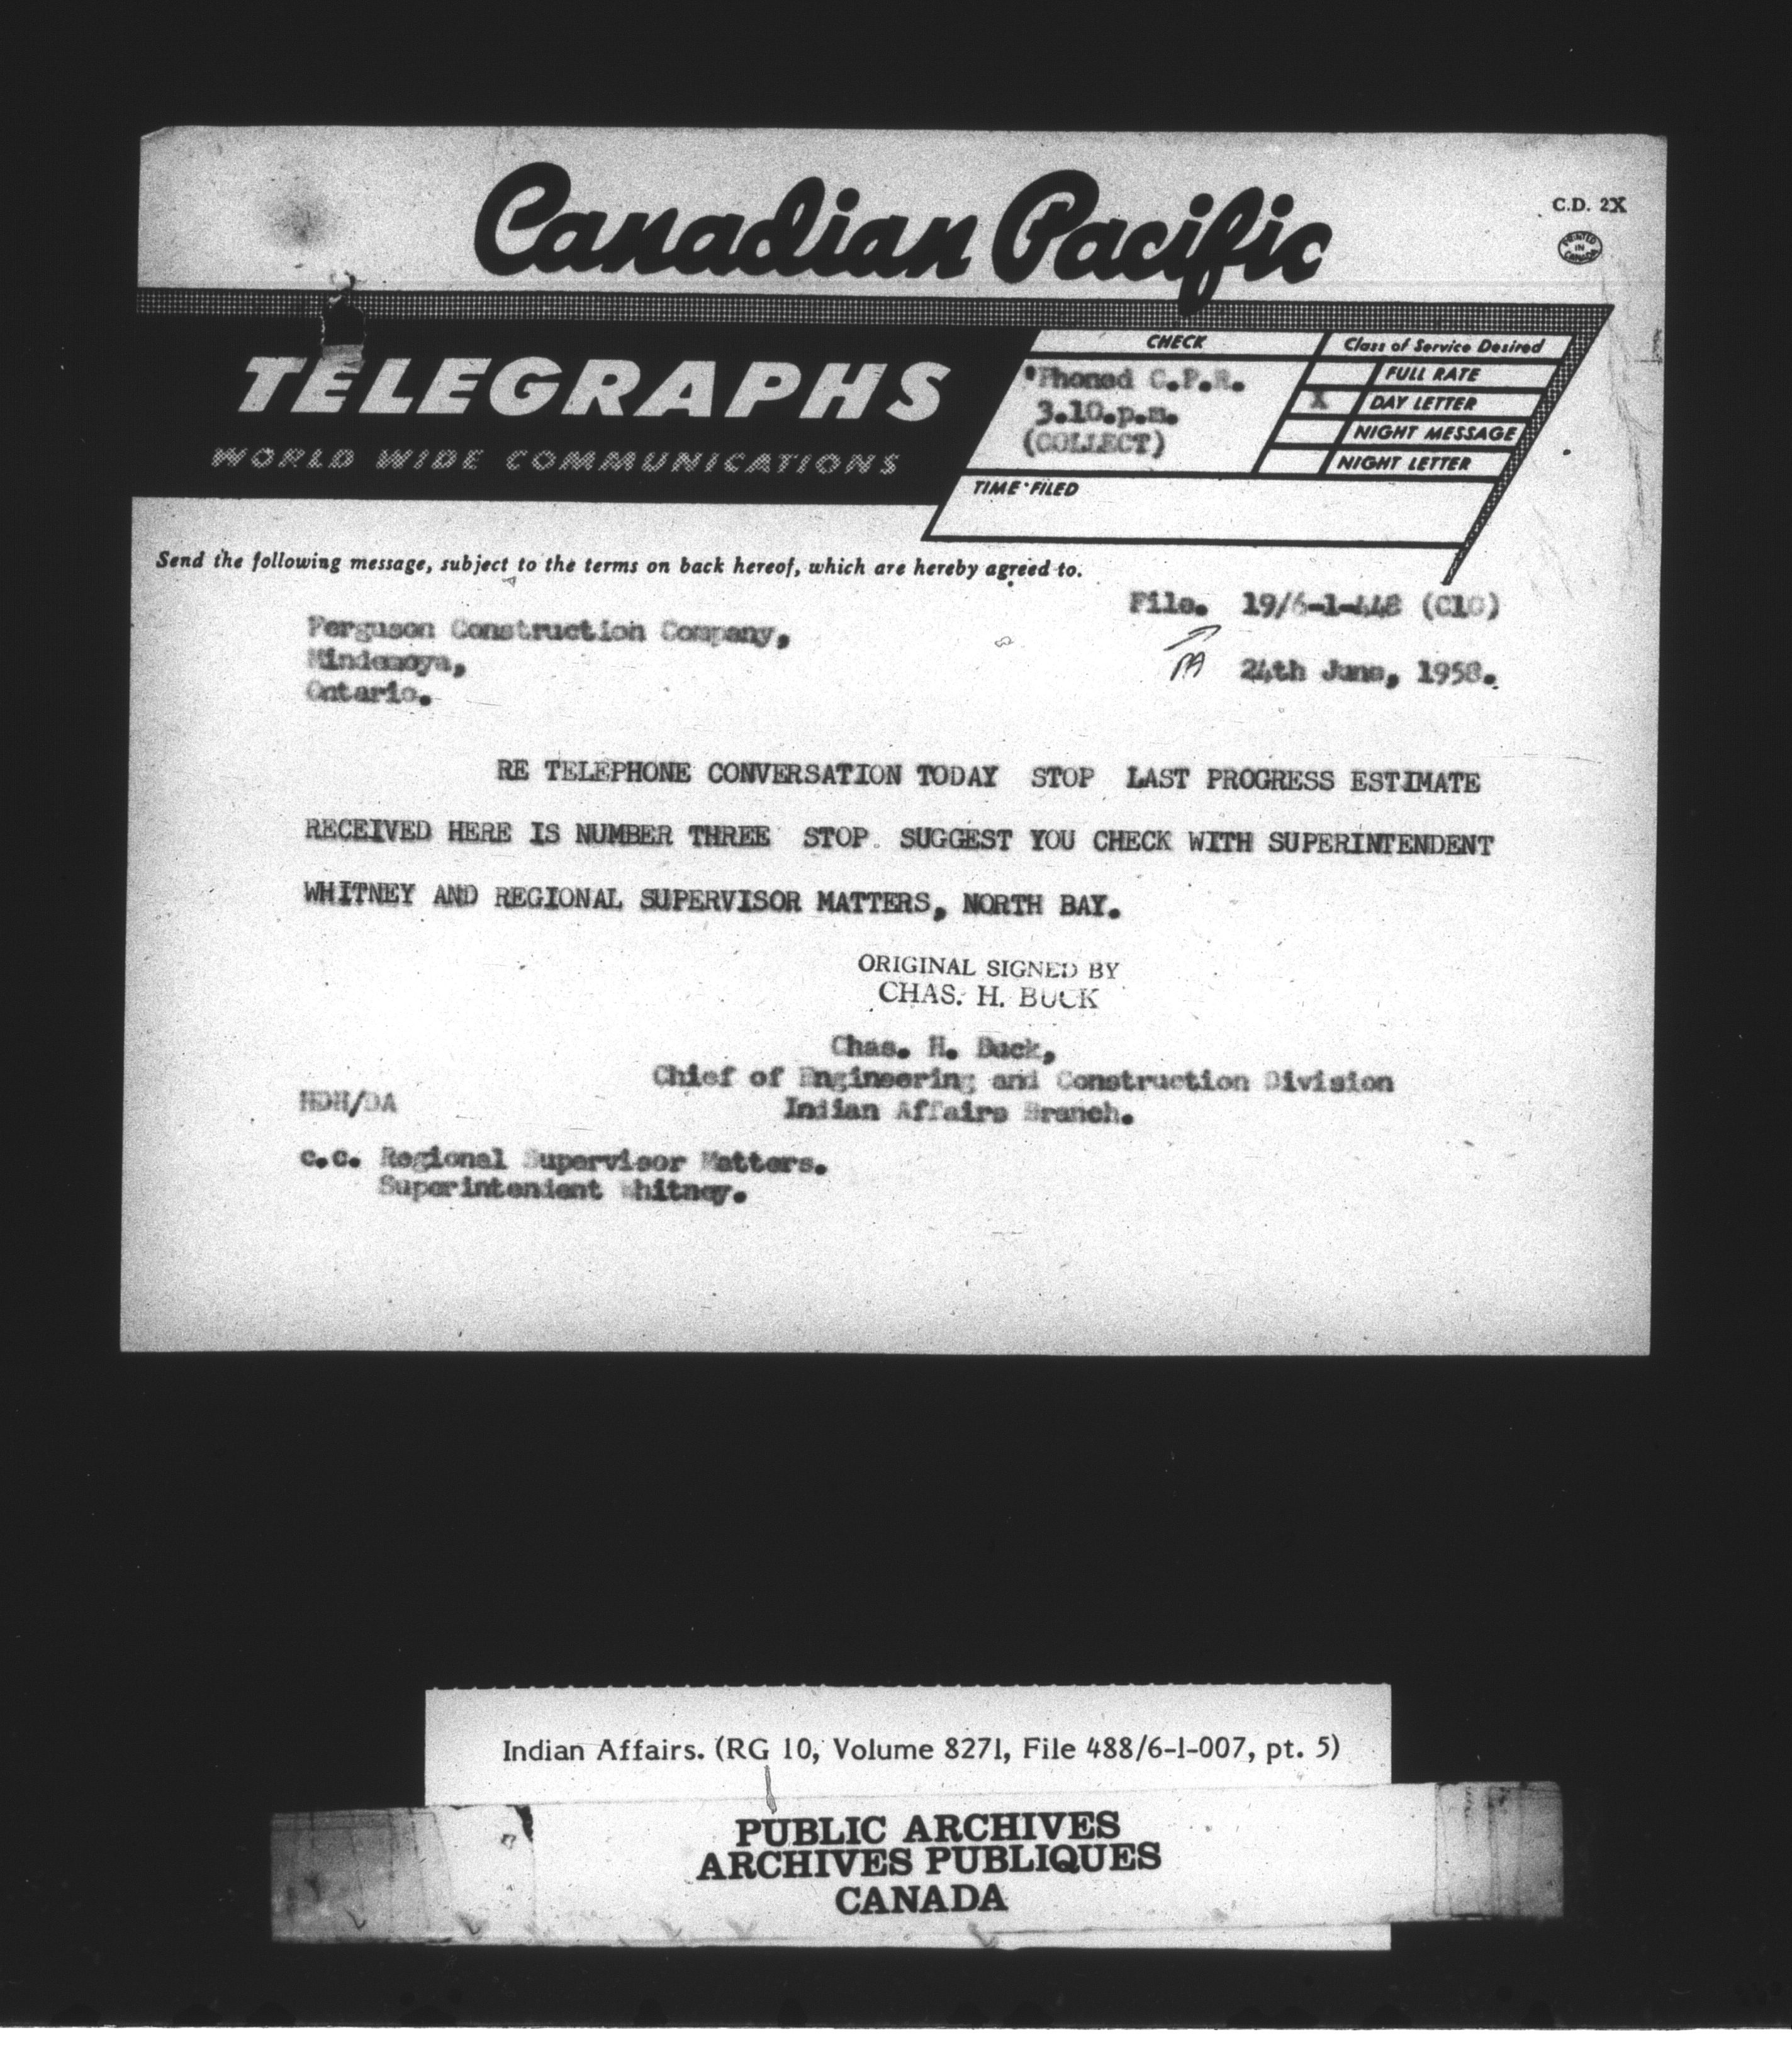 Canadian Pacific
C.D. 2X
PRINTED IN CANADA
TELEGRAPHS
WORLD WIDE COMMUNICATIONS
CHECK
'Phoned C.P.R.
3.10.p.m.
(COLLECT)
Class of Service Desired
FULL RATE
X DAY LETTER
NIGHT MESSAGE
NIGHT LETTER
TIME FILED
Send the following message, subject to the terms on back hereof, which are hereby agreed to.
File. 19/6-1-448 (C10)
Ferguson Construction Company,
Mindemoya,
Ontario.
24th June, 1958.
RE TELEPHONE CONVERSATION TODAY STOP LAST PROGRESS ESTIMATE
RECEIVED HERE IS NUMBER THREE STOP. SUGGEST YOU CHECK WITH SUPERINTENDENT
WHITNEY AND REGIONAL SUPERVISOR MATTERS, NORTH BAY.
ORIGINAL SIGNED BY
CHAS. H. BUCK
Chas. H. Buck,
Chief of Engineering and Construction Division
Indian Affairs Branch.
HDH/DA
c.c. Regional Supervisor Matters.
Superintendent Whitney.
Indian Affairs. (RG 10, Volume 8271, File 488/6-1-007, pt. 5)
PUBLIC ARCHIVES
ARCHIVES PUBLIQUES
CANADA